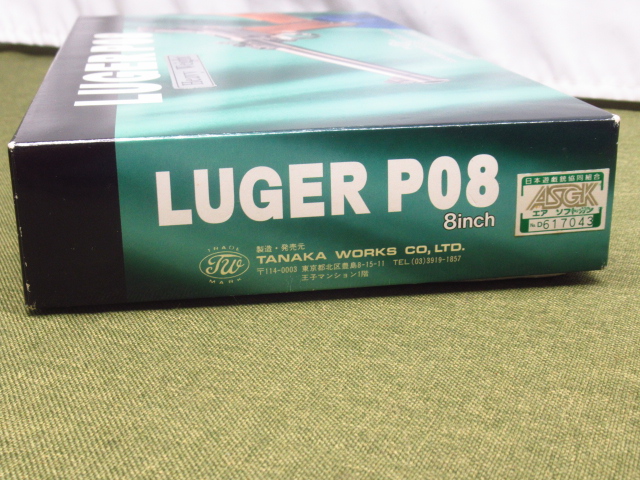 LUGER P08
Heavy Weight
LUGER P08
8inch
TRADE
TW
MARK
製造・発売元
TANAKA WORKS CO, LTD.
〒114-0003 東京都北区豊島8-15-11 TEL (03)3919-1857
王子マンション1階
日本遊戯銃協同組合
ASGK
エア ソフトガン
No.D617043